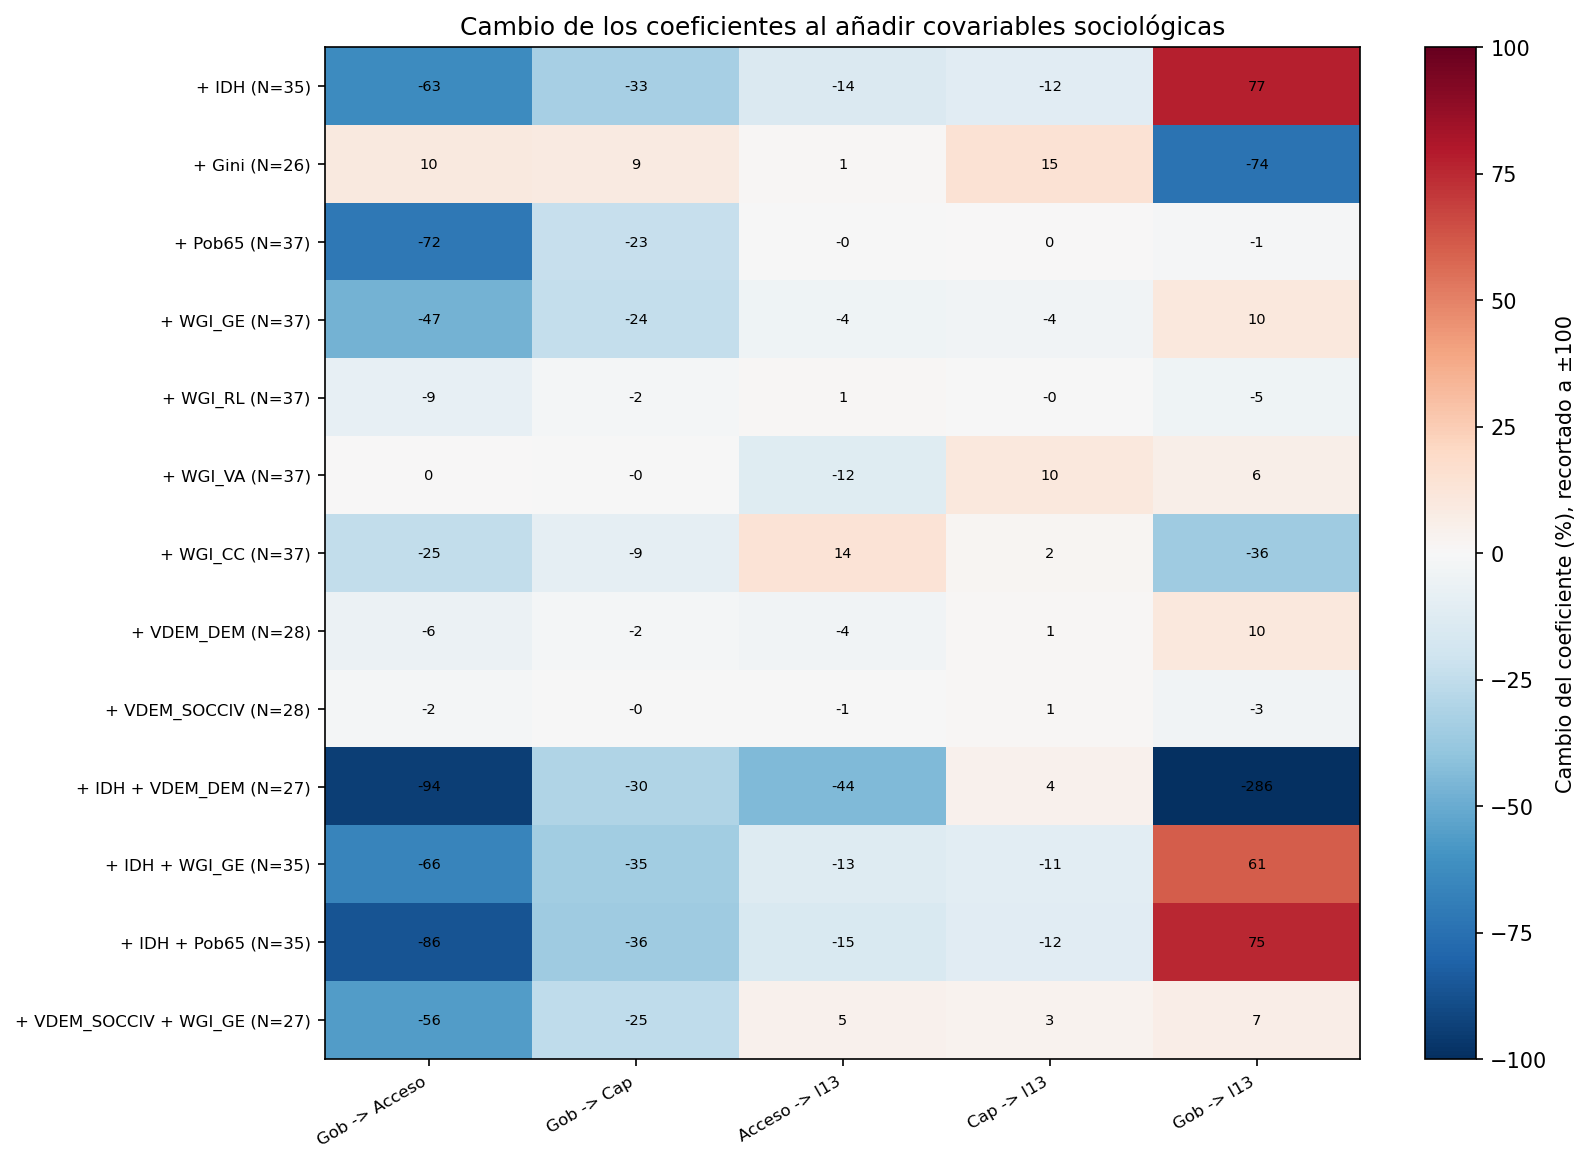 Cambio de los coeficientes al añadir covariables sociológicas
+ IDH (N=35) -63 -33 -14 -12 77
+ Gini (N=26) 10 9 1 15 -74
+ Pob65 (N=37) -72 -23 -0 0 -1
+ WGI_GE (N=37) -47 -24 -4 -4 10
+ WGI_RL (N=37) -9 -2 1 -0 -5
+ WGI_VA (N=37) 0 -0 -12 10 6
+ WGI_CC (N=37) -25 -9 14 2 -36
+ VDEM_DEM (N=28) -6 -2 -4 1 10
+ VDEM_SOCCIV (N=28) -2 -0 -1 1 -3
+ IDH + VDEM_DEM (N=27) -94 -30 -44 4 -286
+ IDH + WGI_GE (N=35) -66 -35 -13 -11 61
+ IDH + Pob65 (N=35) -86 -36 -15 -12 75
+ VDEM_SOCCIV + WGI_GE (N=27) -56 -25 5 3 7
Gob -> Acceso
Gob -> Cap
Acceso -> I13
Cap -> I13
Gob -> I13
100
75
50
25
0
−25
−50
−75
−100
Cambio del coeficiente (%), recortado a ±100